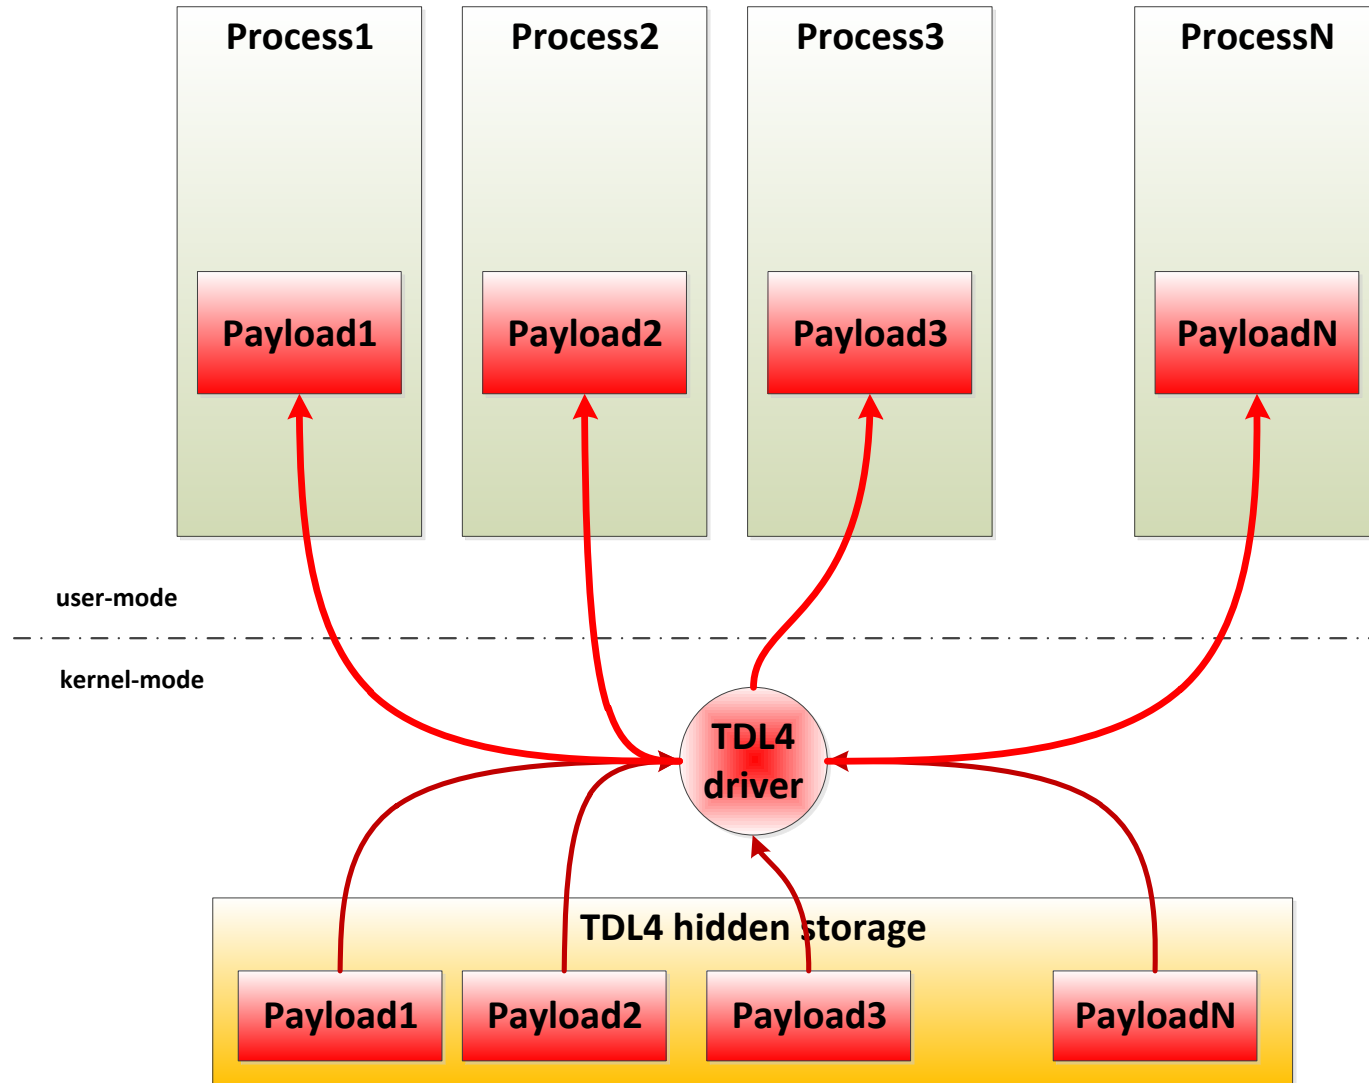 Process1
Process2
Process3
ProcessN
Payload1
Payload2
Payload3
PayloadN
user-mode
kernel-mode
TDL4
driver
TDL4 hidden storage
Payload1
Payload2
Payload3
PayloadN